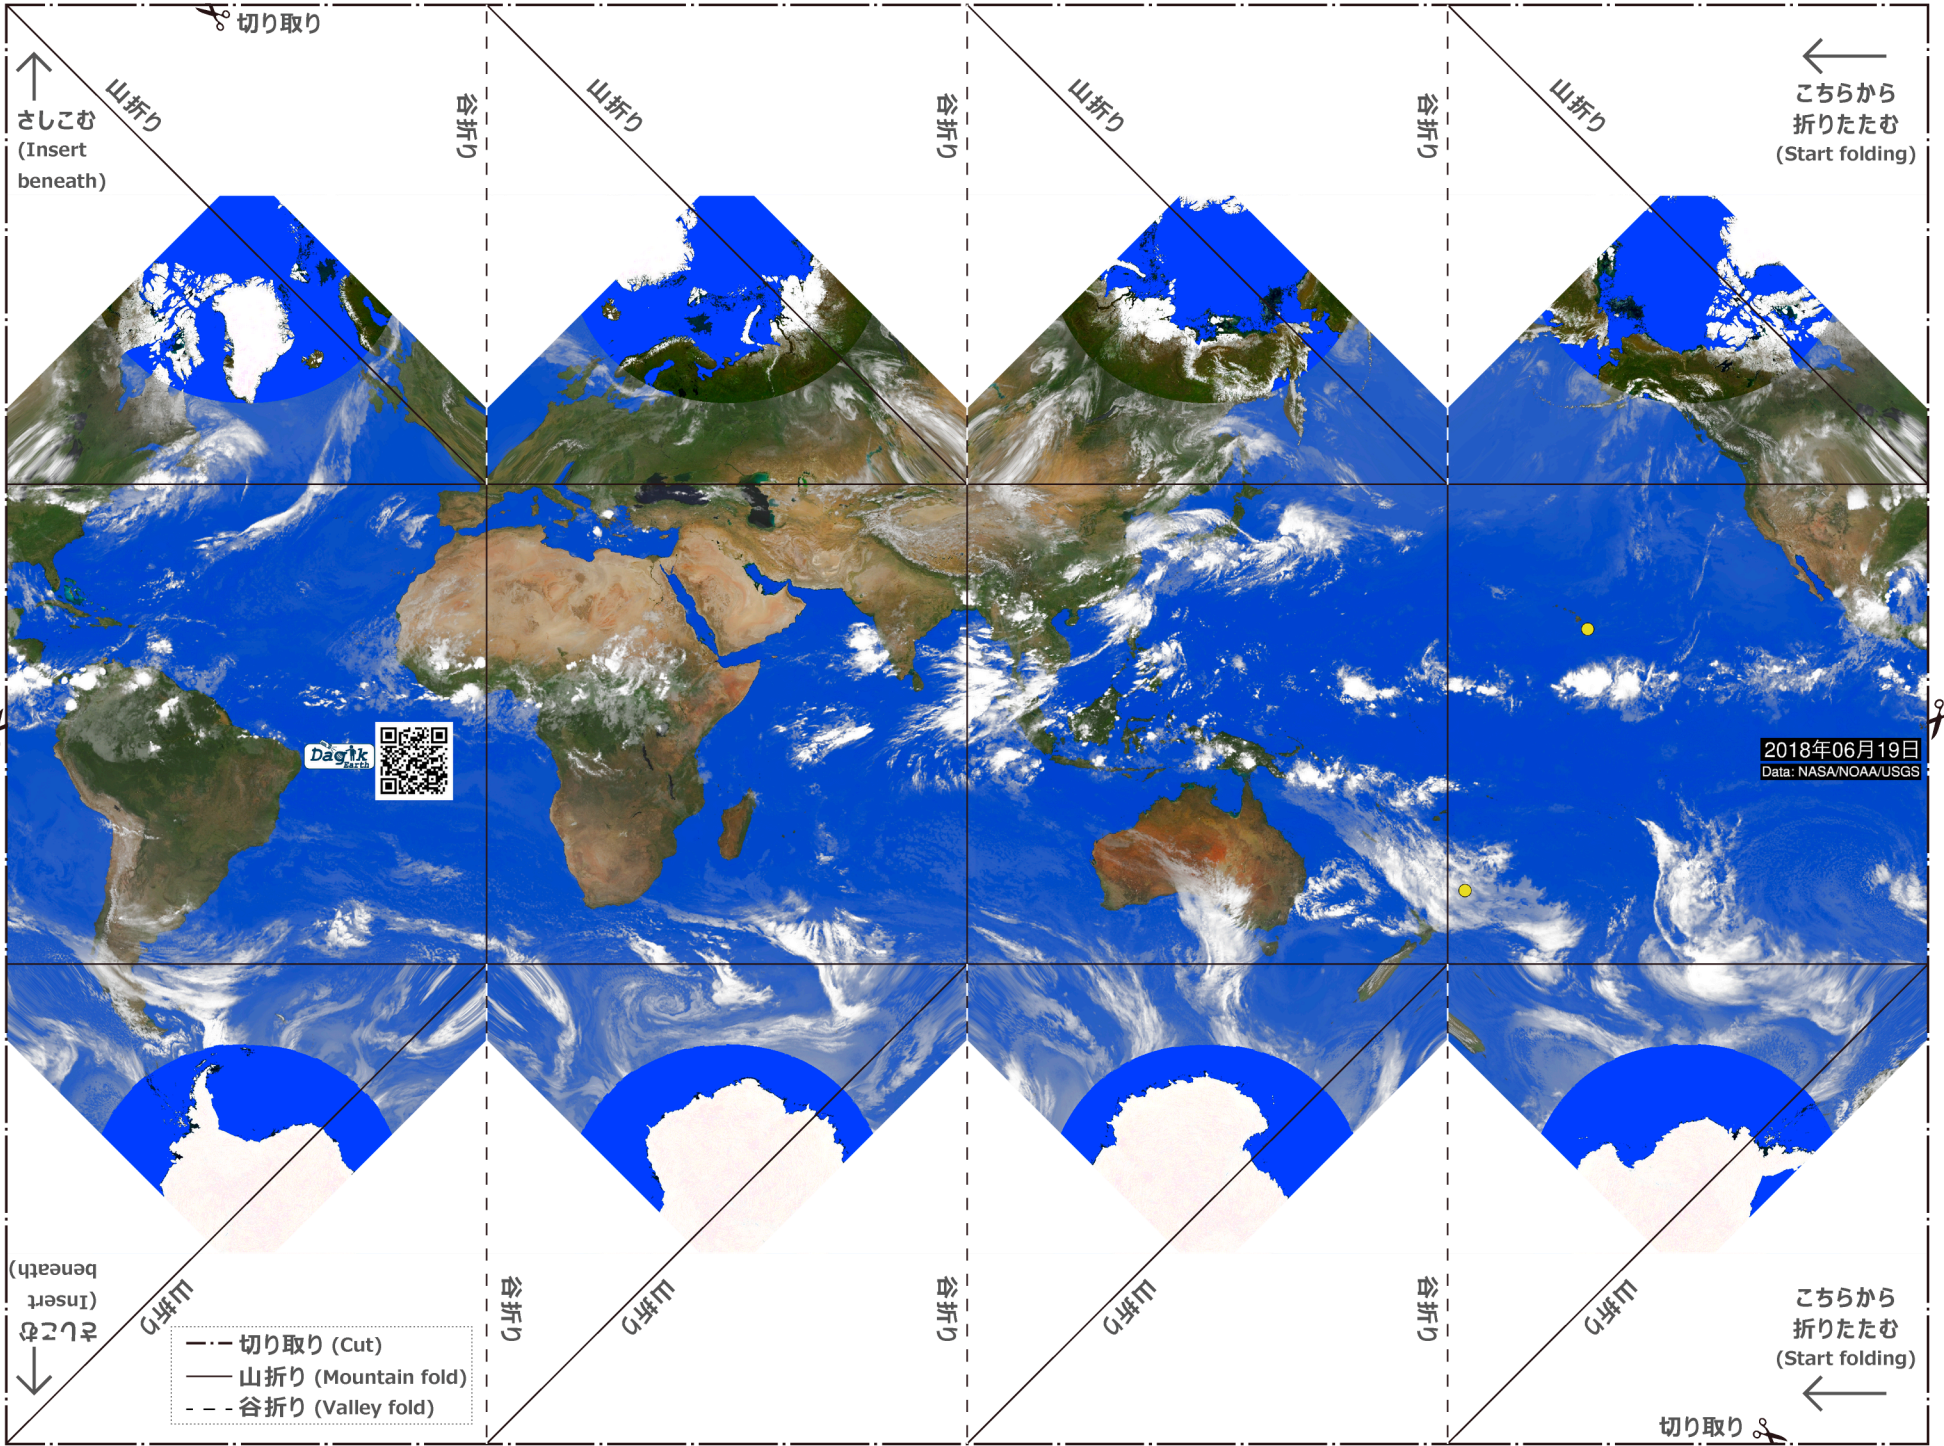 切り取り
山折り
谷折り
山折り
谷折り
山折り
谷折り
山折り
さしこむ
(Insert
beneath)
こちらから
折りたたむ
(Start folding)
Dagik
Earth
2018年06月19日
Data: NASA/NOAA/USGS
さしこむ
(Insert
beneath)
山折り
谷折り
山折り
谷折り
山折り
谷折り
山折り
こちらから
折りたたむ
(Start folding)
切り取り (Cut)
山折り (Mountain fold)
谷折り (Valley fold)
切り取り